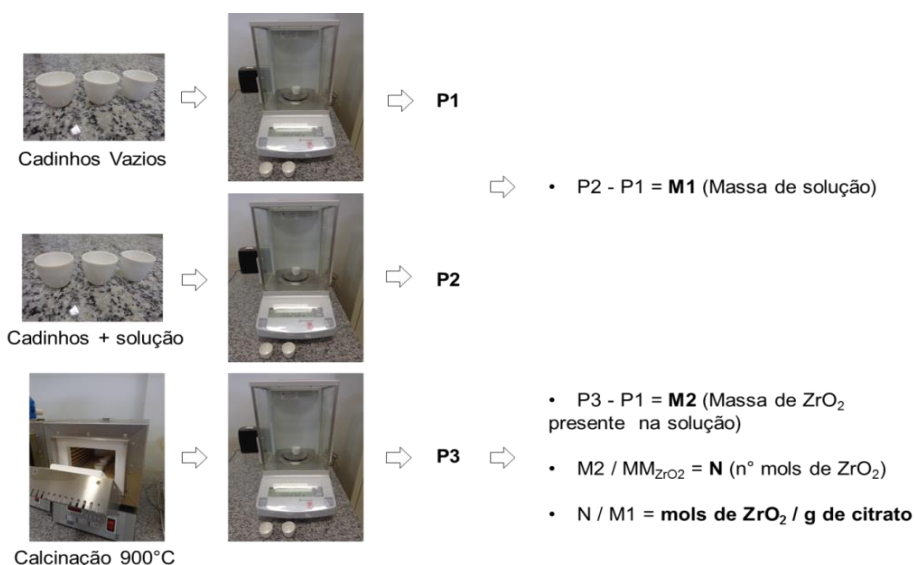 Cadinhos Vazios
P1
• P2 - P1 = M1 (Massa de solução)
Cadinhos + solução
P2
Calcinação 900°C
P3
• P3 - P1 = M2 (Massa de ZrO₂
presente na solução)
• M2 / MM_ZrO2 = N (n° mols de ZrO₂)
• N / M1 = mols de ZrO₂ / g de citrato